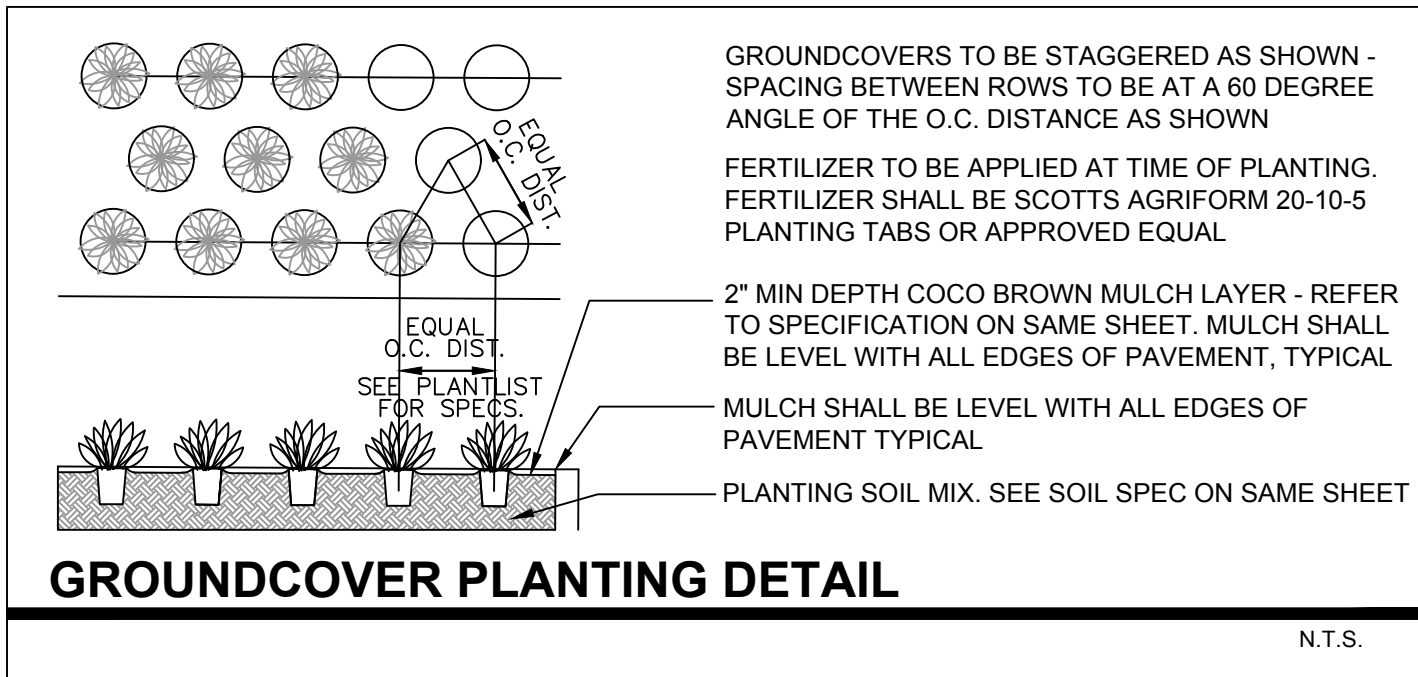 GROUNDCOVERS TO BE STAGGERED AS SHOWN -
SPACING BETWEEN ROWS TO BE AT A 60 DEGREE
ANGLE OF THE O.C. DISTANCE AS SHOWN
EQUAL
O.C. DIST.
FERTILIZER TO BE APPLIED AT TIME OF PLANTING.
FERTILIZER SHALL BE SCOTTS AGRIFORM 20-10-5
PLANTING TABS OR APPROVED EQUAL
2" MIN DEPTH COCO BROWN MULCH LAYER - REFER
TO SPECIFICATION ON SAME SHEET. MULCH SHALL
BE LEVEL WITH ALL EDGES OF PAVEMENT, TYPICAL
EQUAL
O.C. DIST.
SEE PLANTLIST
FOR SPECS.
MULCH SHALL BE LEVEL WITH ALL EDGES OF
PAVEMENT TYPICAL
PLANTING SOIL MIX. SEE SOIL SPEC ON SAME SHEET
GROUNDCOVER PLANTING DETAIL
N.T.S.